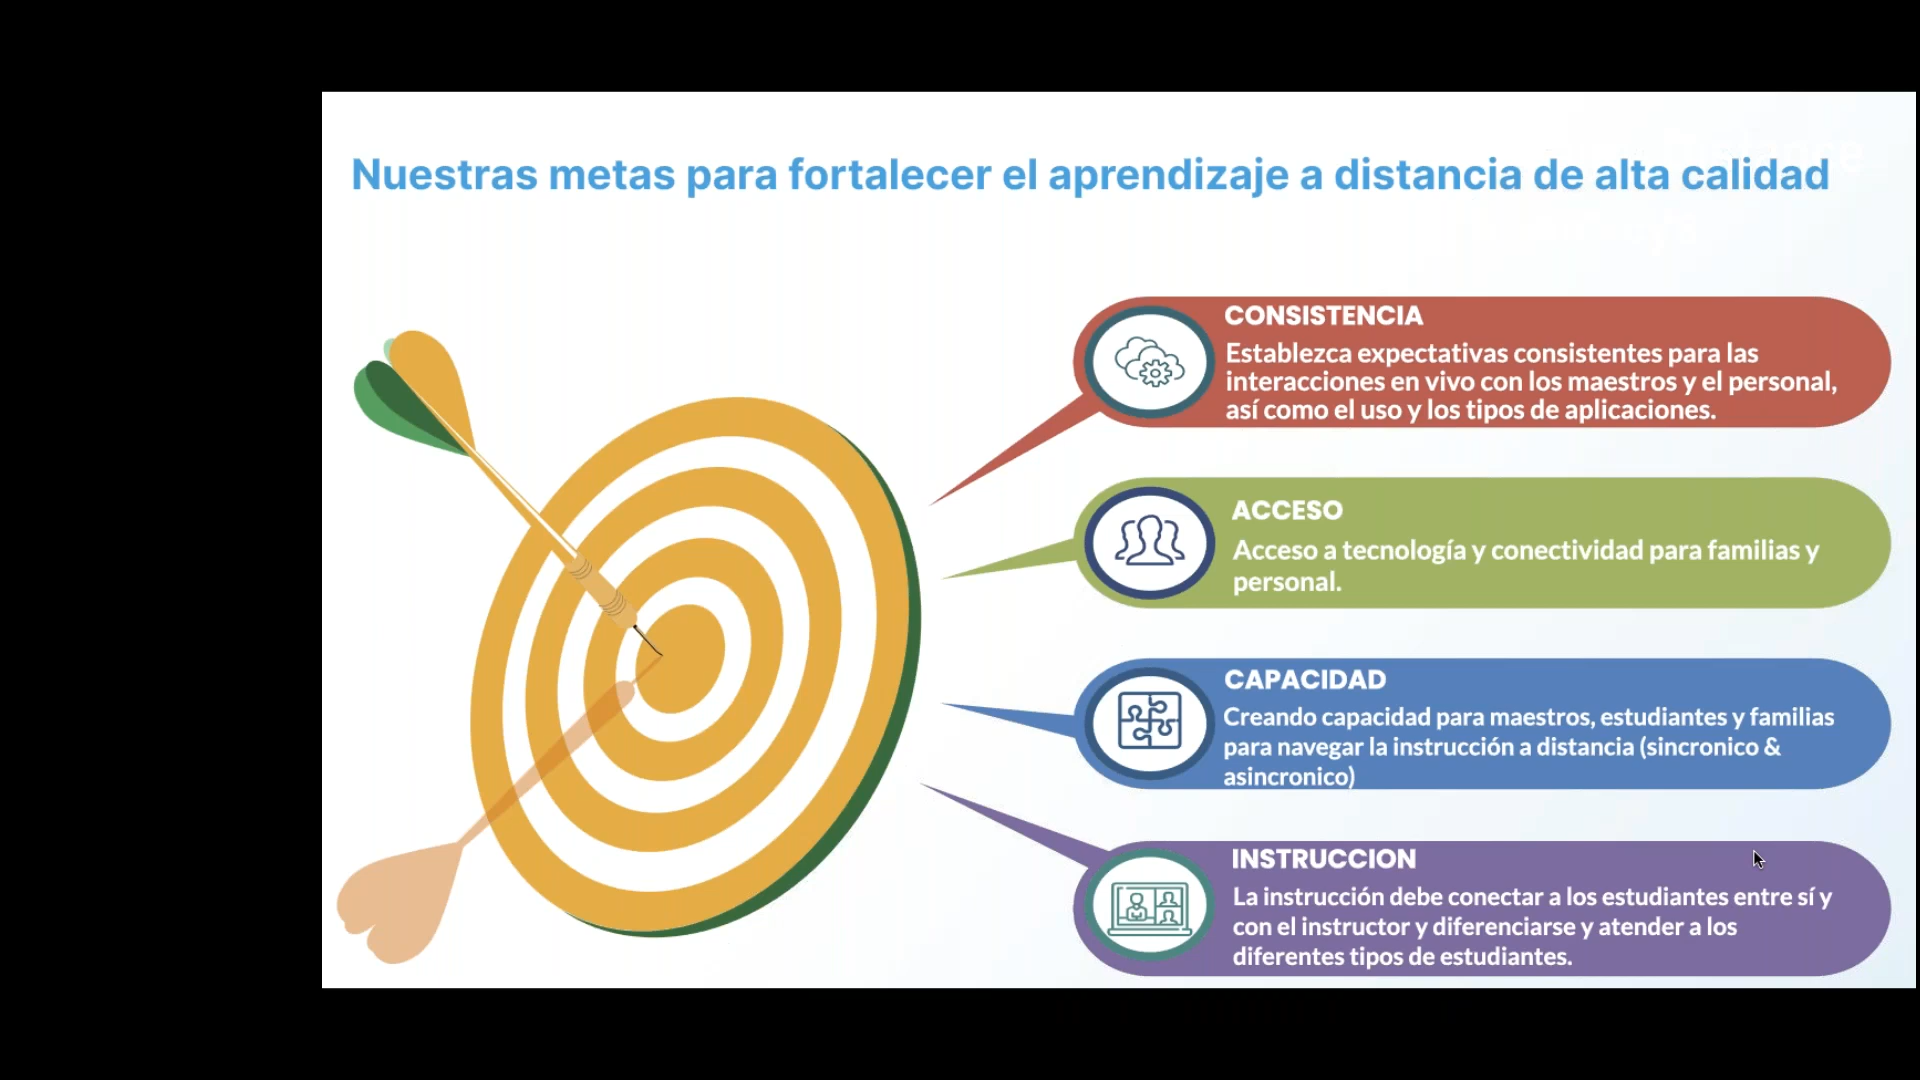 Nuestras metas para fortalecer el aprendizaje a distancia de alta calidad
CONSISTENCIA
Establezca expectativas consistentes para las
interacciones en vivo con los maestros y el personal,
así como el uso y los tipos de aplicaciones.
ACCESO
Acceso a tecnología y conectividad para familias y
personal.
CAPACIDAD
Creando capacidad para maestros, estudiantes y familias
para navegar la instrucción a distancia (sincronico &
asincronico)
INSTRUCCION
La instrucción debe conectar a los estudiantes entre sí y
con el instructor y diferenciarse y atender a los
diferentes tipos de estudiantes.